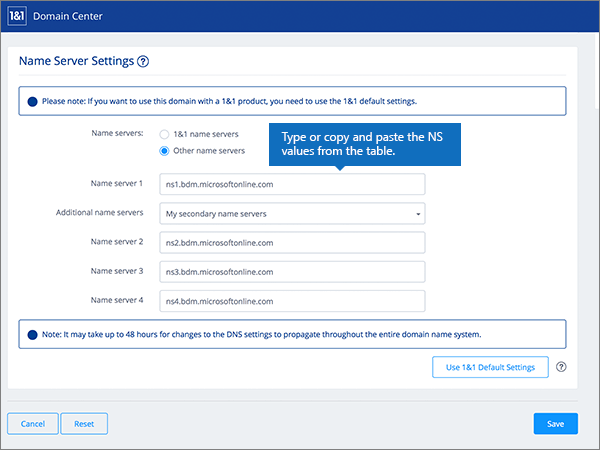 1&1 Domain Center
Name Server Settings ?
Please note: If you want to use this domain with a 1&1 product, you need to use the 1&1 default settings.
Name servers: 1&1 name servers
Other name servers
Type or copy and paste the NS
values from the table.
Name server 1 ns1.bdm.microsoftonline.com
Additional name servers My secondary name servers
Name server 2 ns2.bdm.microsoftonline.com
Name server 3 ns3.bdm.microsoftonline.com
Name server 4 ns4.bdm.microsoftonline.com
Note: It may take up to 48 hours for changes to the DNS settings to propagate throughout the entire domain name system.
Use 1&1 Default Settings ?
Cancel Reset Save